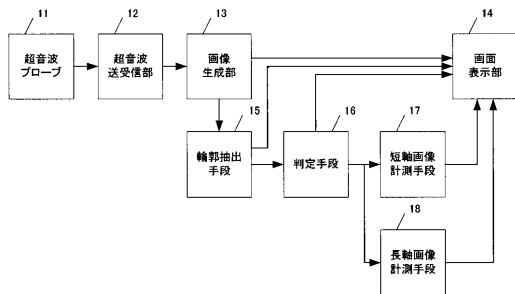 11
12
13
14
超音波
プローブ
超音波
送受信部
画像
生成部
画面
表示部
15
16
17
輪郭抽出
手段
判定手段
短軸画像
計測手段
18
長軸画像
計測手段